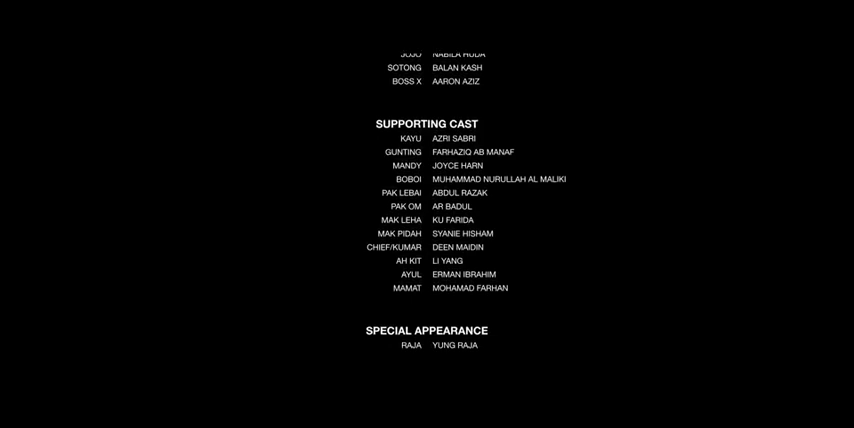 JOJO NABILA HUDA
SOTONG BALAN KASH
BOSS X AARON AZIZ
SUPPORTING CAST
KAYU AZRI SABRI
GUNTING FARHAZIQ AB MANAF
MANDY JOYCE HARN
BOBOI MUHAMMAD NURULLAH AL MALIKI
PAK LEBAI ABDUL RAZAK
PAK OM AR BADUL
MAK LEHA KU FARIDA
MAK PIDAH SYANIE HISHAM
CHIEF/KUMAR DEEN MAIDIN
AH KIT LI YANG
AYUL ERMAN IBRAHIM
MAMAT MOHAMAD FARHAN
SPECIAL APPEARANCE
RAJA YUNG RAJA